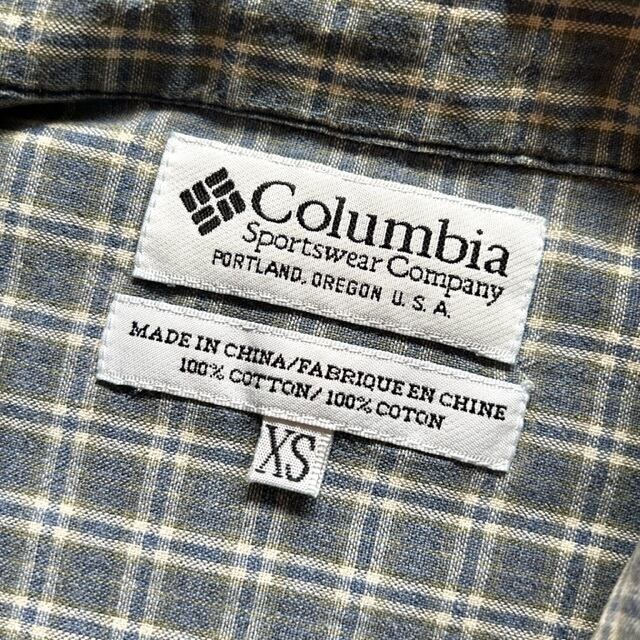 Columbia
Sportswear Company
PORTLAND, OREGON U.S.A.
MADE IN CHINA/FABRIQUE EN CHINE
100% COTTON/ 100% COTON
XS